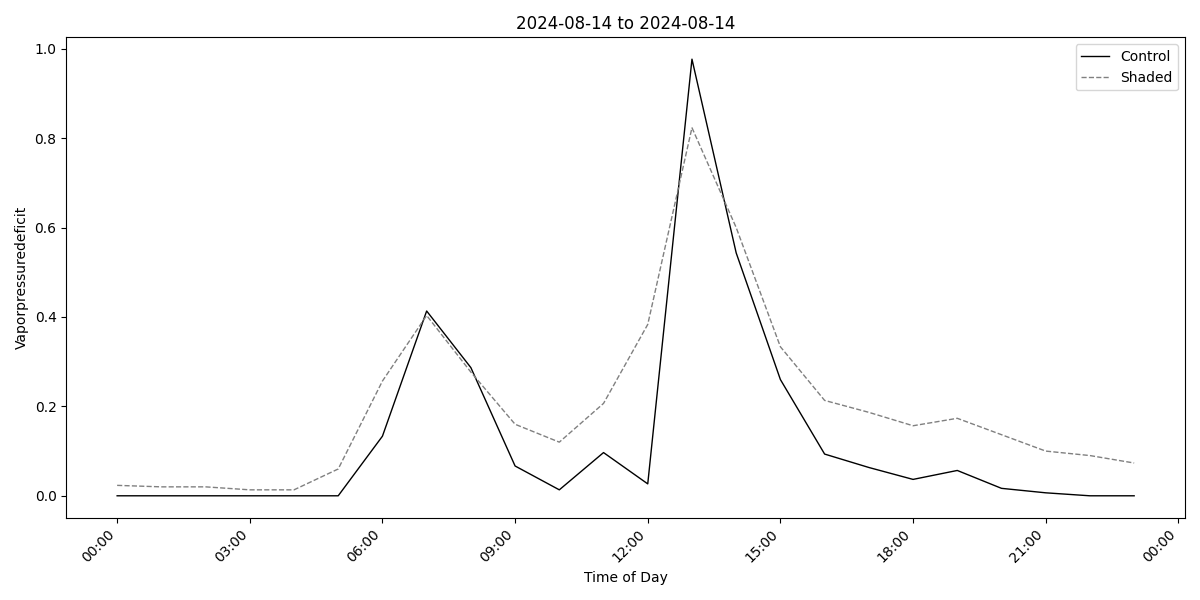 2024-08-14 to 2024-08-14
Control
Shaded
Vaporpressuredeficit
1.0
0.8
0.6
0.4
0.2
0.0
00:00 03:00 06:00 09:00 12:00 15:00 18:00 21:00 00:00
Time of Day